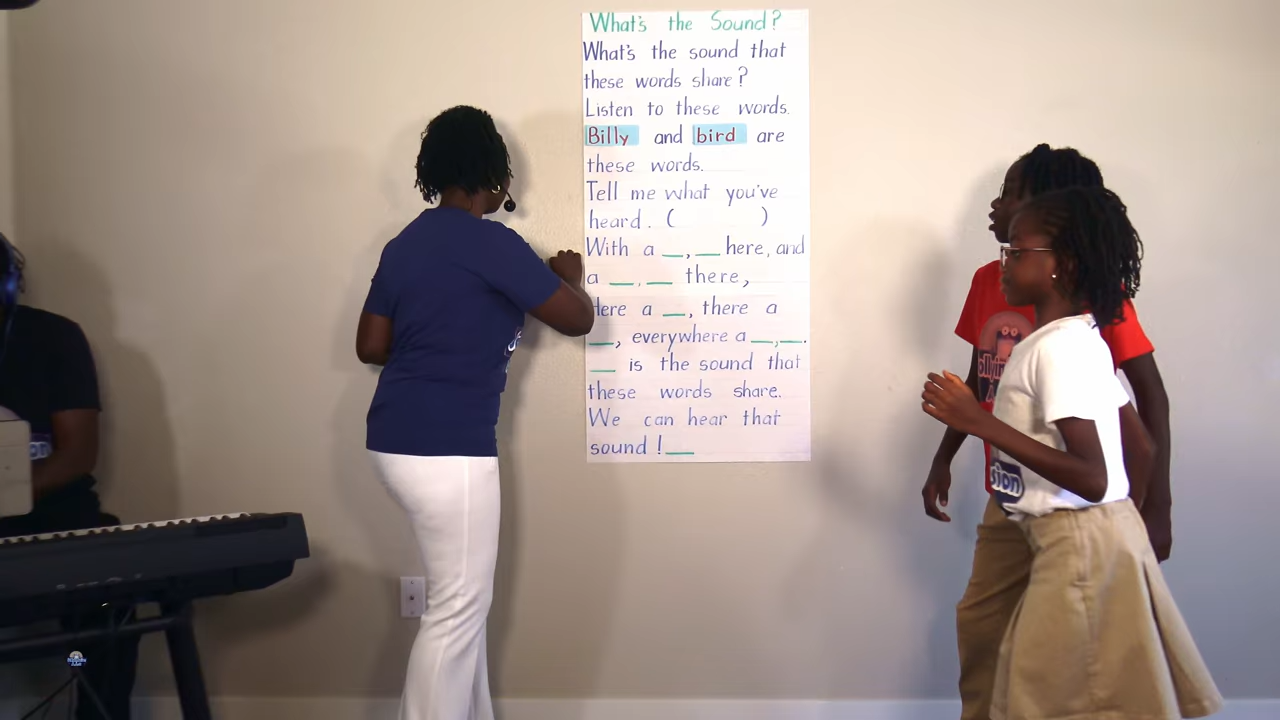 What's the Sound?
What's the sound that
these words share?
Listen to these words.
Billy and bird are
these words.
Tell me what you've
heard. ( )
With a __, __ here, and
a __, __ there,
Here a __, there a
__, everywhere a __,__.
__ is the sound that
these words share.
We can hear that
sound! __
sion